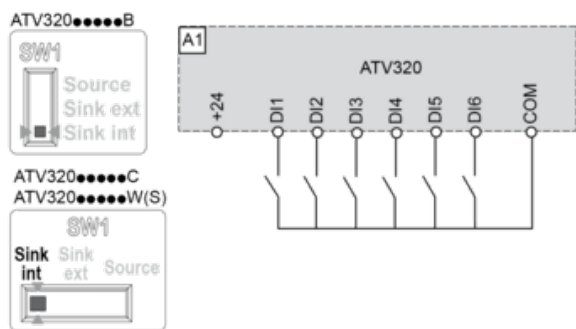 ATV320●●●●●B
SW1
Source
Sink ext
Sink int
ATV320●●●●●C
ATV320●●●●●W(S)
SW1
Sink int
Sink ext
Source
A1
ATV320
+24
DI1
DI2
DI3
DI4
DI5
DI6
COM